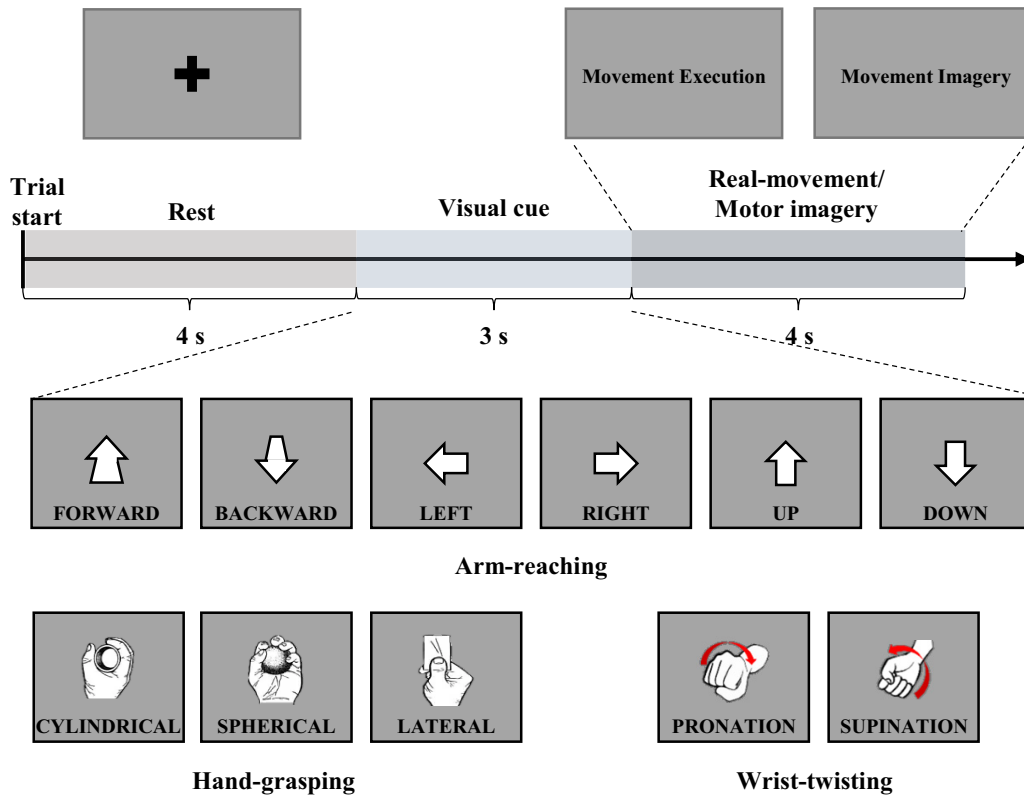 Movement Execution
Movement Imagery
Trial
start
Rest
Visual cue
Real-movement/
Motor imagery
4 s
3 s
4 s
FORWARD
BACKWARD
LEFT
RIGHT
UP
DOWN
Arm-reaching
CYLINDRICAL
SPHERICAL
LATERAL
PRONATION
SUPINATION
Hand-grasping
Wrist-twisting